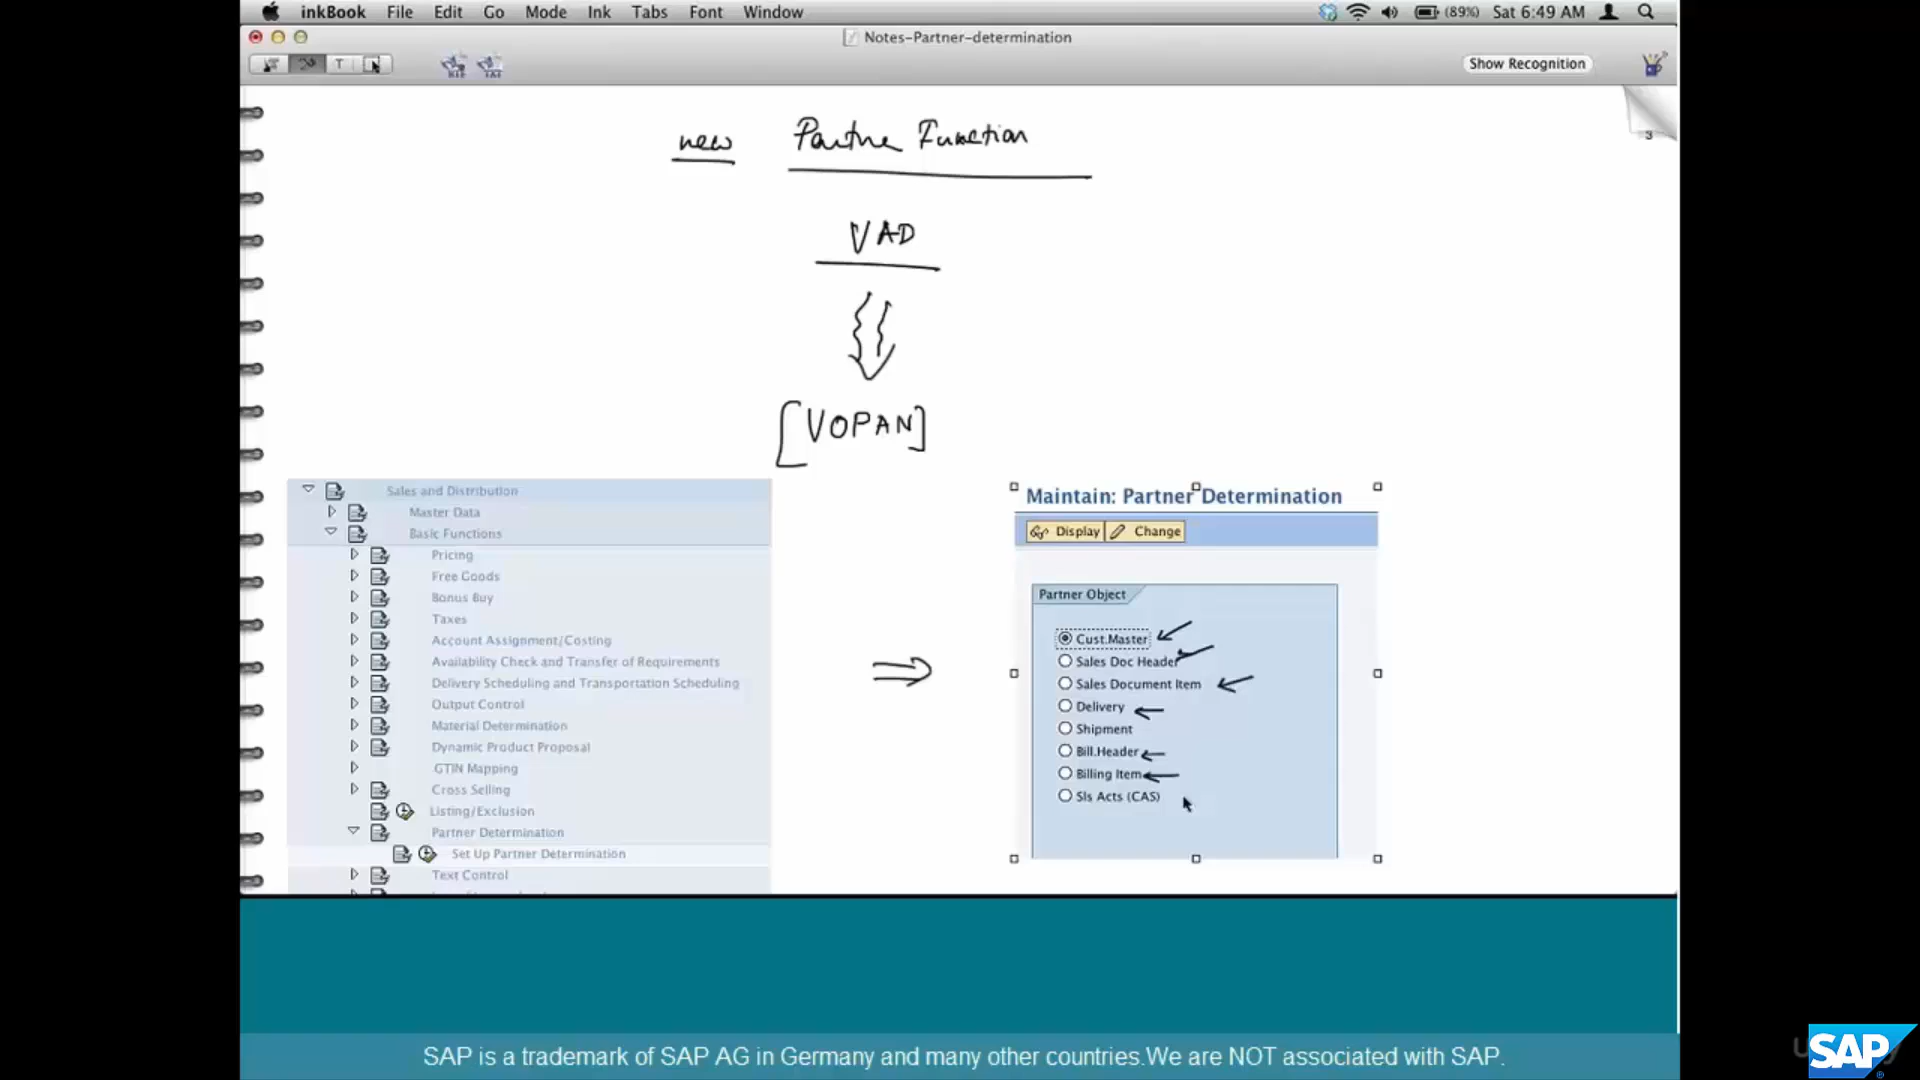 inkBook File Edit Go Mode Ink Tabs Font Window (89%) Sat 6:49 AM
Notes-Partner-determination
T Show Recognition
3
new Partner Function
VAD
[VOPAN]
Sales and Distribution
Master Data
Basic Functions
Pricing
Free Goods
Bonus Buy
Taxes
Account Assignment/Costing
Availability Check and Transfer of Requirements
Delivery Scheduling and Transportation Scheduling
Output Control
Material Determination
Dynamic Product Proposal
GTIN Mapping
Cross Selling
Listing/Exclusion
Partner Determination
Set Up Partner Determination
Text Control
Maintain: Partner Determination
Display Change
Partner Object
Cust.Master
Sales Doc Header
Sales Document Item
Delivery
Shipment
Bill.Header
Billing Item
Sls Acts (CAS)
SAP is a trademark of SAP AG in Germany and many other countries.We are NOT associated with SAP.
SAP